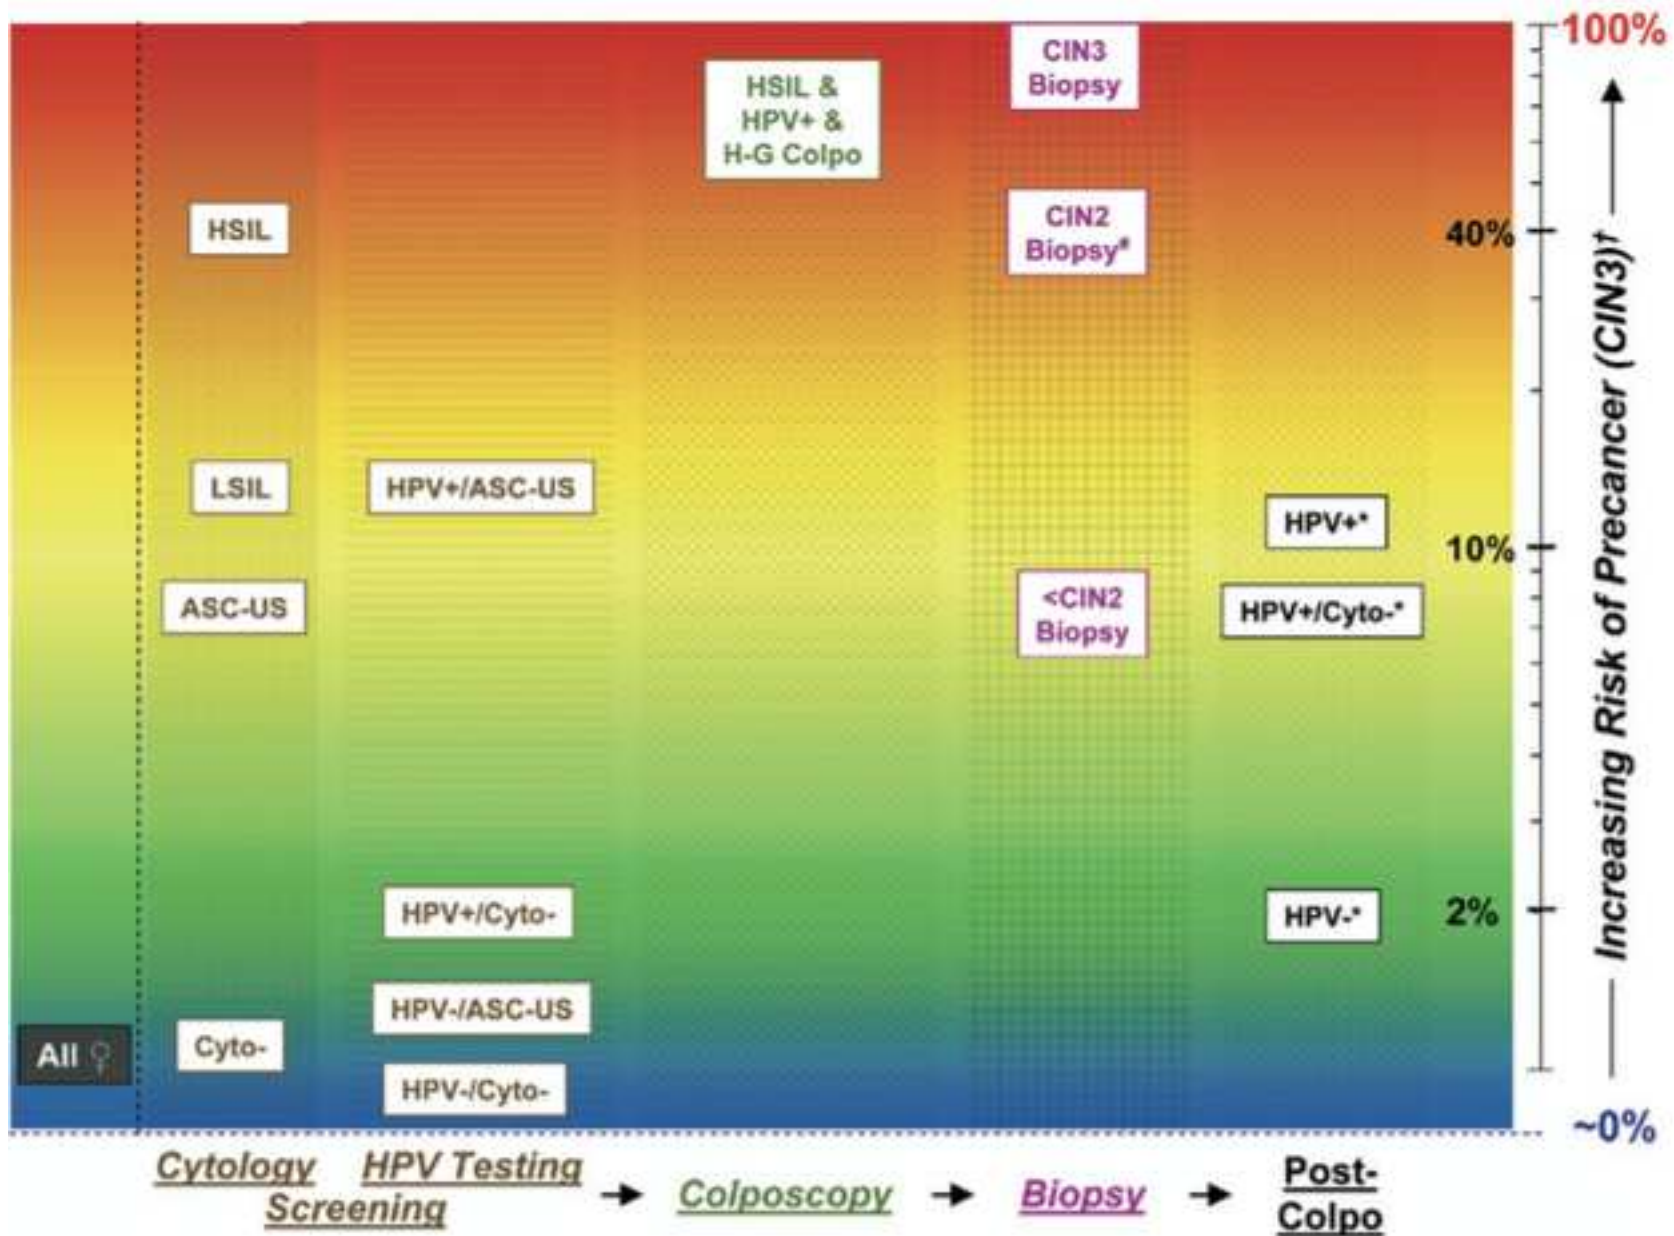 100%
CIN3
Biopsy
HSIL &
HPV+ &
H-G Colpo
HSIL
CIN2
Biopsy#
40%
LSIL
HPV+/ASC-US
HPV+*
10%
ASC-US
<CIN2
Biopsy
HPV+/Cyto-*
HPV+/Cyto-
HPV-*
2%
HPV-/ASC-US
All ♀
Cyto-
HPV-/Cyto-
~0%
Increasing Risk of Precancer (CIN3)†
Cytology HPV Testing
Screening
→ Colposcopy → Biopsy →
Post-
Colpo